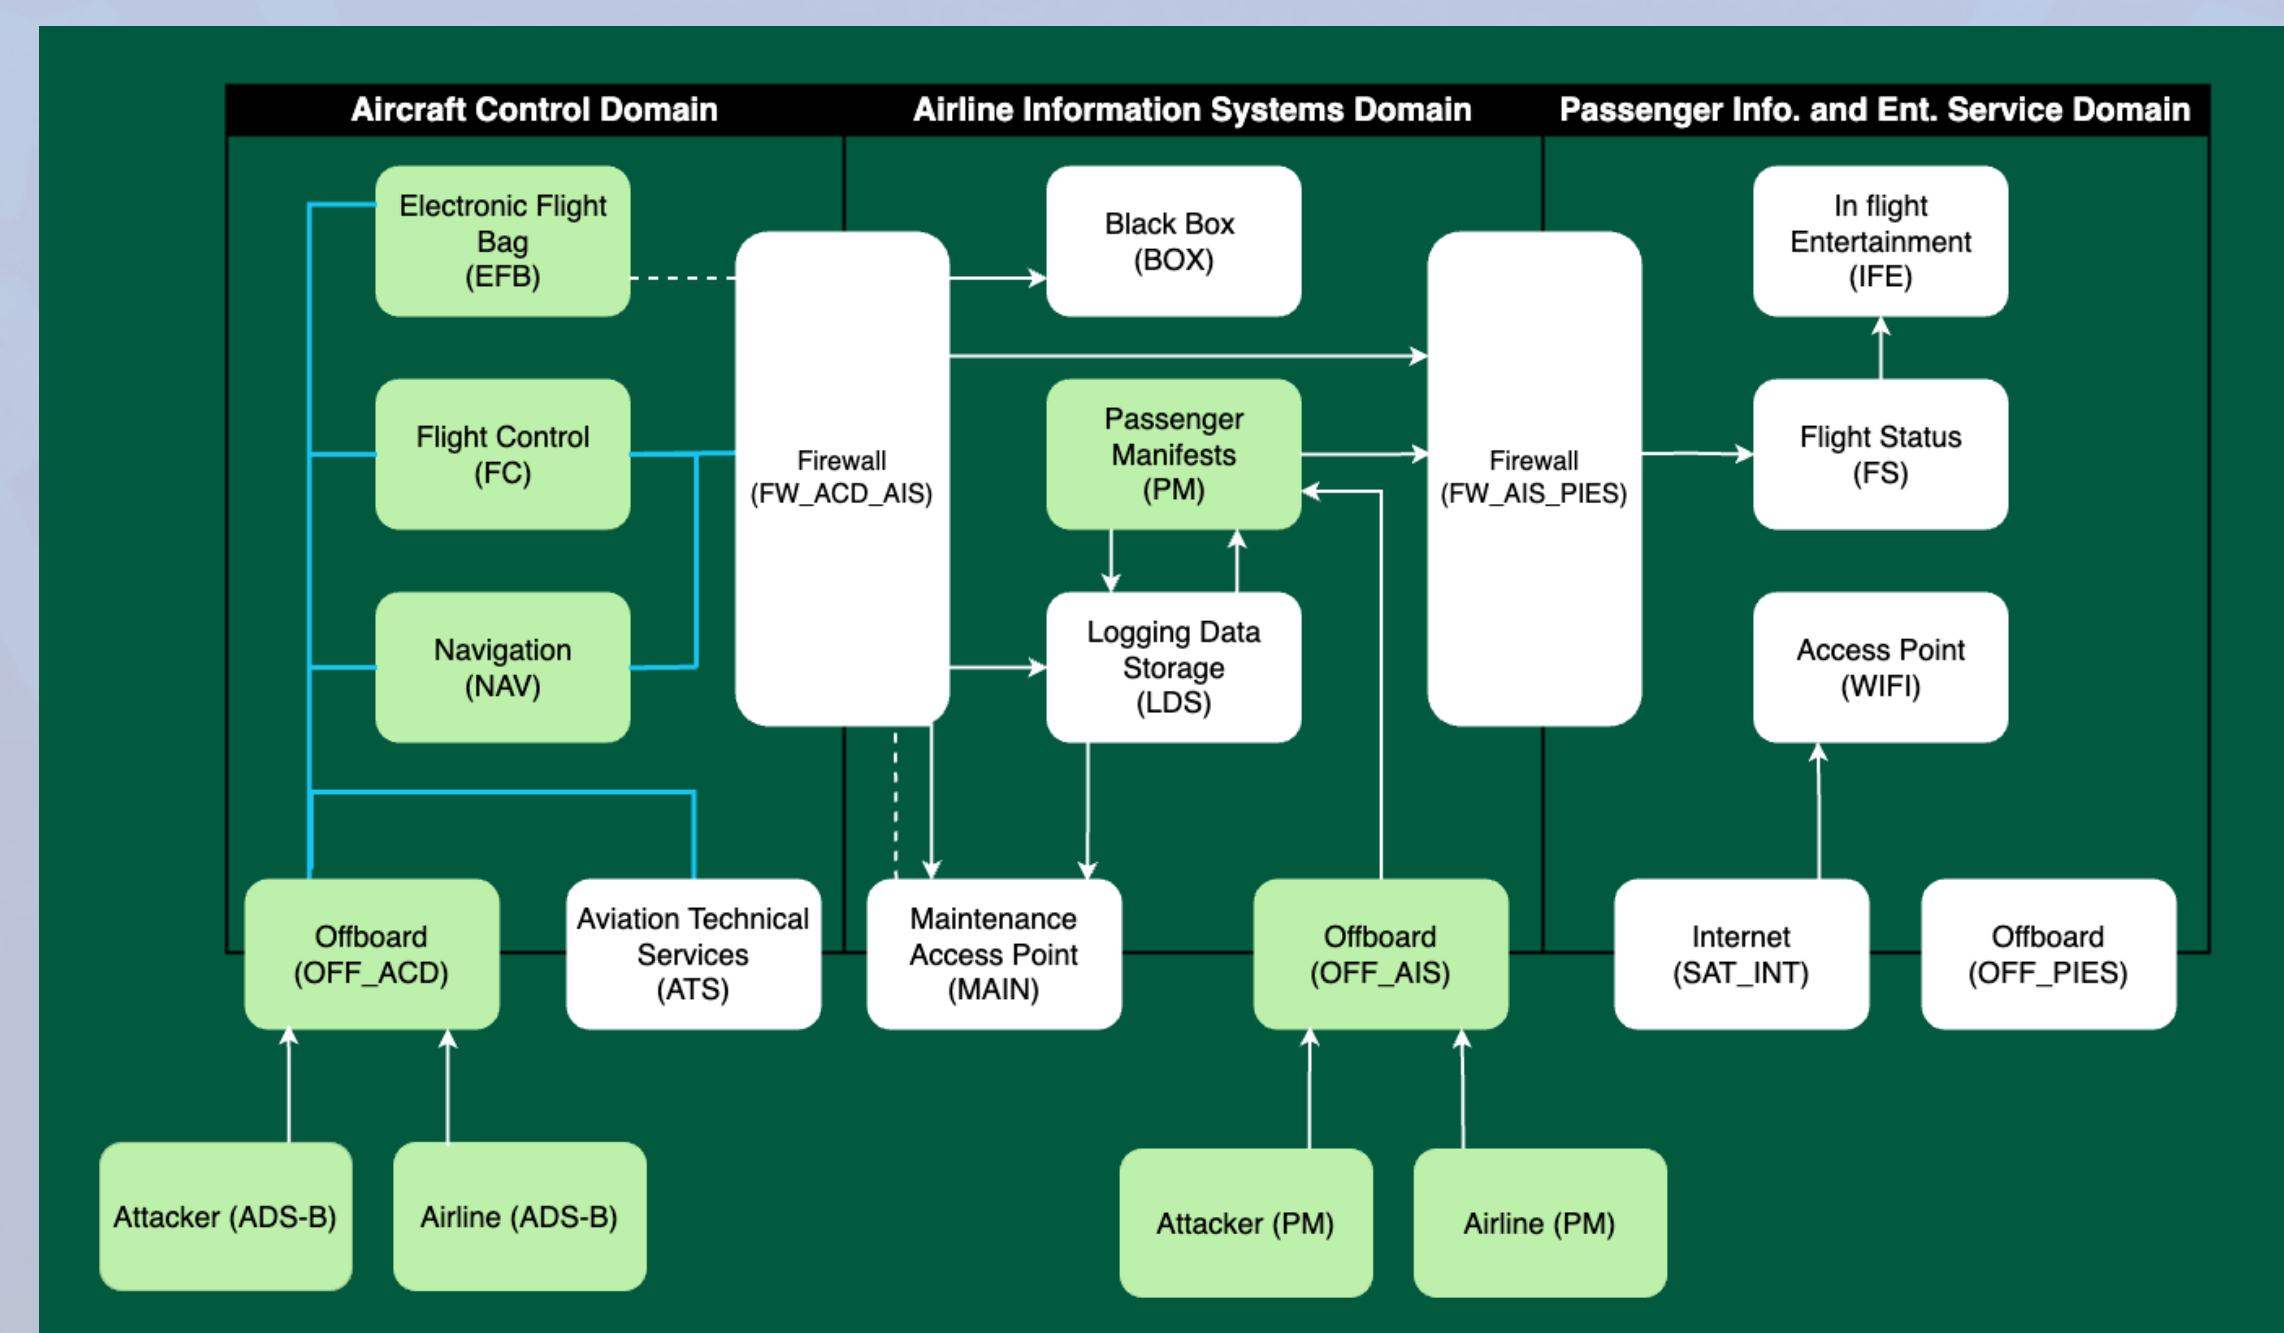 Aircraft Control Domain
Airline Information Systems Domain
Passenger Info. and Ent. Service Domain
Electronic Flight
Bag
(EFB)
Flight Control
(FC)
Navigation
(NAV)
Firewall
(FW_ACD_AIS)
Black Box
(BOX)
Passenger
Manifests
(PM)
Logging Data
Storage
(LDS)
Firewall
(FW_AIS_PIES)
In flight
Entertainment
(IFE)
Flight Status
(FS)
Access Point
(WIFI)
Offboard
(OFF_ACD)
Aviation Technical
Services
(ATS)
Maintenance
Access Point
(MAIN)
Offboard
(OFF_AIS)
Internet
(SAT_INT)
Offboard
(OFF_PIES)
Attacker (ADS-B)
Airline (ADS-B)
Attacker (PM)
Airline (PM)